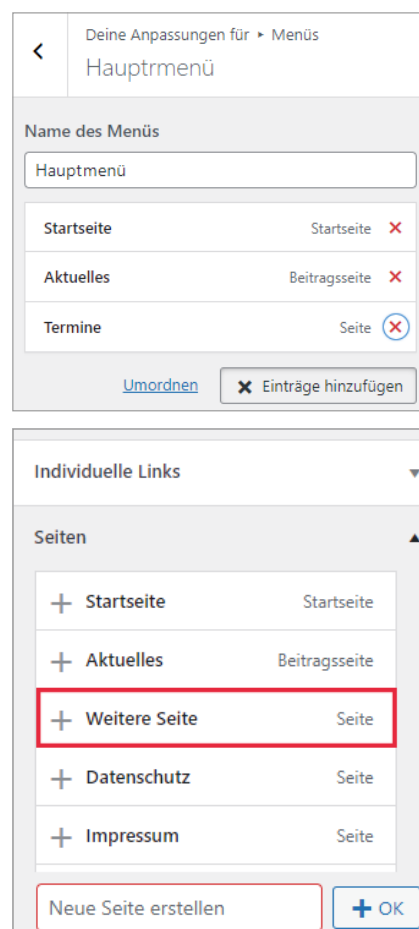 Deine Anpassungen für ▸ Menüs
Hauptrmenü
Name des Menüs
Hauptmenü
Startseite Startseite
Aktuelles Beitragsseite
Termine Seite
Umordnen Einträge hinzufügen
Individuelle Links
Seiten
Startseite Startseite
Aktuelles Beitragsseite
Weitere Seite Seite
Datenschutz Seite
Impressum Seite
Neue Seite erstellen + OK